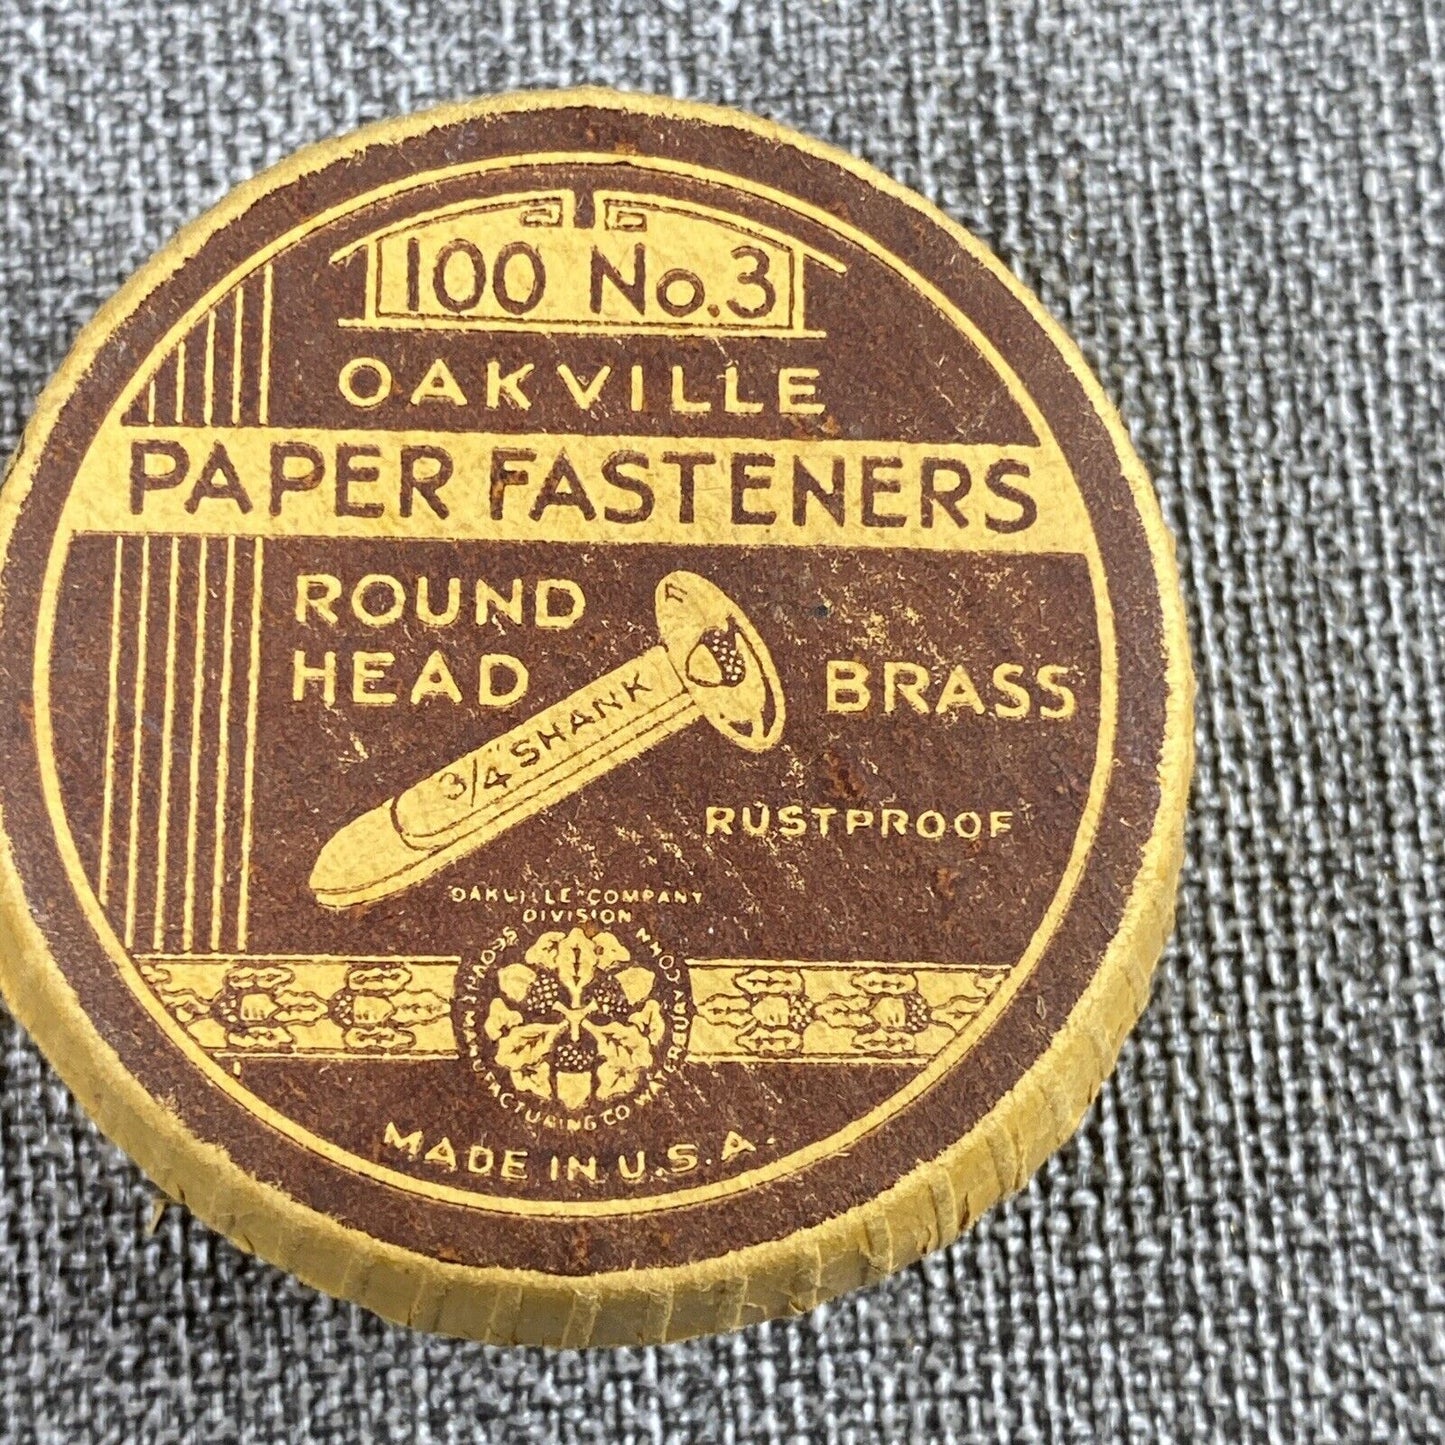 100 No.3
OAKVILLE
PAPER FASTENERS
ROUND
HEAD
BRASS
3/4" SHANK
RUSTPROOF
OAKVILLE COMPANY
DIVISION
SCOVILL MANUFACTURING CO WATERBURY CONN
MADE IN U.S.A.